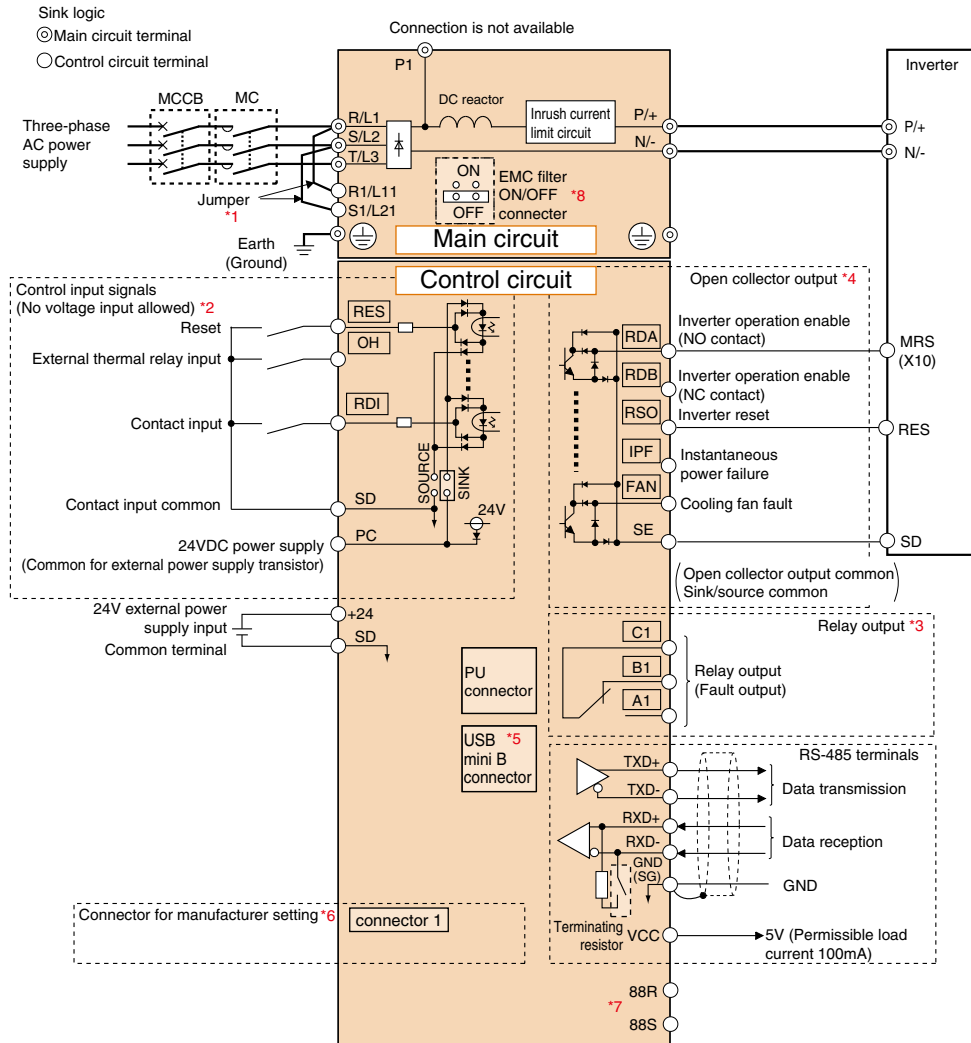 Sink logic
Main circuit terminal
Control circuit terminal
Connection is not available
P1
Inverter
MCCB
MC
DC reactor
Inrush current
limit circuit
Three-phase
AC power
supply
R/L1
S/L2
T/L3
R1/L11
S1/L21
P/+
N/-
P/+
N/-
Jumper
*1
ON
OFF
EMC filter
ON/OFF
connecter
*8
Earth
(Ground)
Main circuit
Control circuit
Control input signals
(No voltage input allowed) *2
Reset
RES
External thermal relay input
OH
Contact input
RDI
SOURCE
SINK
Contact input common
SD
24V
24VDC power supply
(Common for external power supply transistor)
PC
Open collector output *4
RDA
Inverter operation enable
(NO contact)
MRS
(X10)
RDB
Inverter operation enable
(NC contact)
RSO
Inverter reset
RES
IPF
Instantaneous
power failure
FAN
Cooling fan fault
SE
SD
(Open collector output common)
Sink/source common
24V external power
supply input
+24
Common terminal
SD
Relay output *3
C1
B1
A1
Relay output
(Fault output)
PU
connector
USB *5
mini B
connector
RS-485 terminals
TXD+
TXD-
Data transmission
RXD+
RXD-
Data reception
GND
(SG)
GND
Terminating
resistor
VCC
5V (Permissible load
current 100mA)
Connector for manufacturer setting *6
connector 1
*7
88R
88S